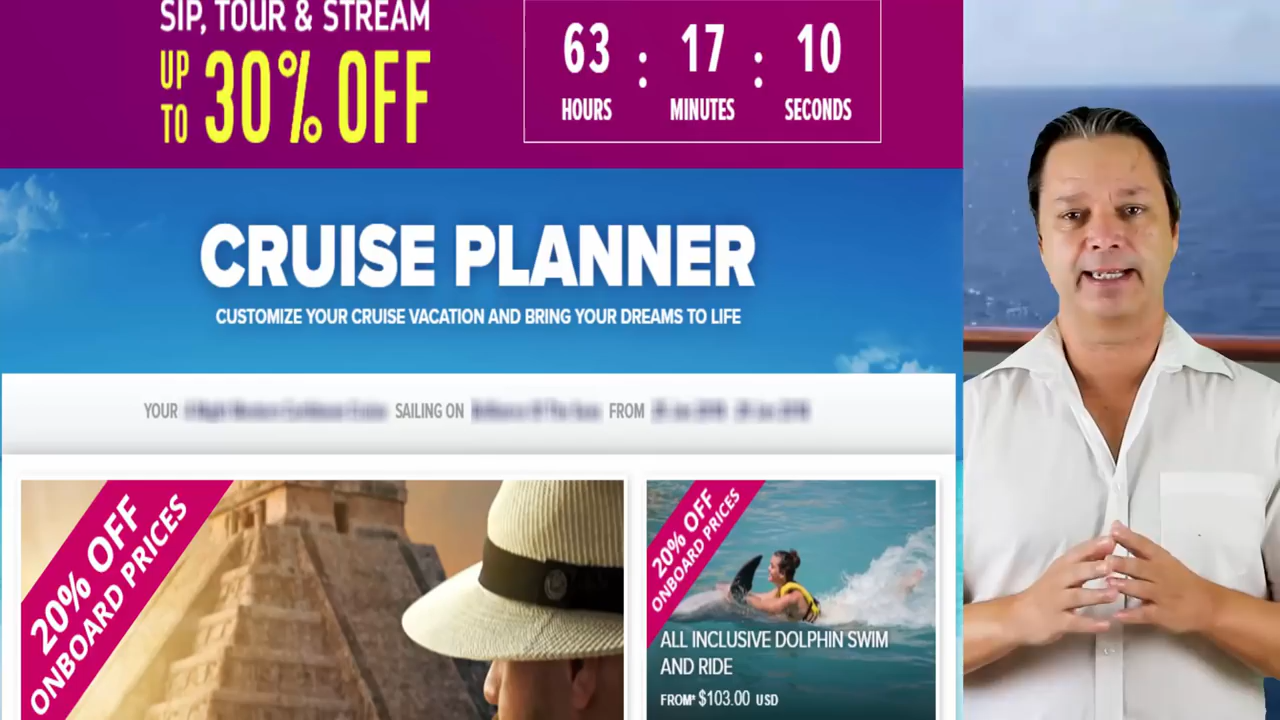 SIP, TOUR & STREAM
UP TO 30% OFF
63 : 17 : 10
HOURS MINUTES SECONDS
CRUISE PLANNER
CUSTOMIZE YOUR CRUISE VACATION AND BRING YOUR DREAMS TO LIFE
YOUR SAILING ON FROM
20% OFF
ONBOARD PRICES
20% OFF
ONBOARD PRICES
ALL INCLUSIVE DOLPHIN SWIM
AND RIDE
FROM* $103.00 USD